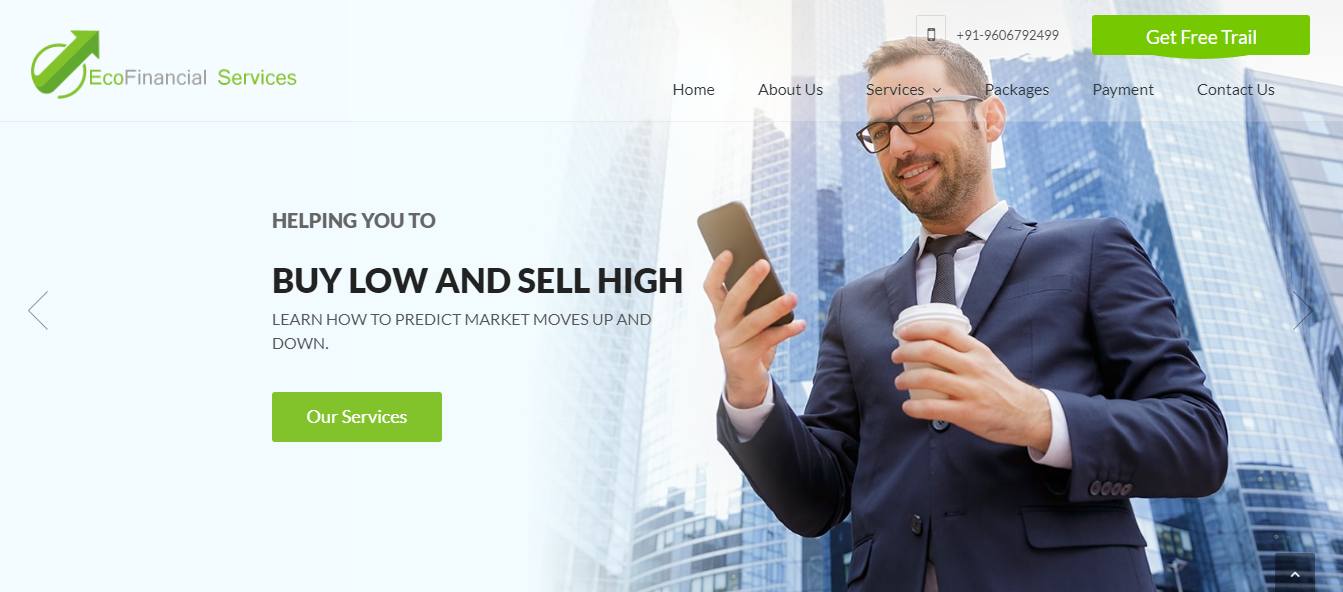 EcoFinancial Services
+91-9606792499
Get Free Trail
Home
About Us
Services
Packages
Payment
Contact Us
HELPING YOU TO
BUY LOW AND SELL HIGH
LEARN HOW TO PREDICT MARKET MOVES UP AND
DOWN.
Our Services